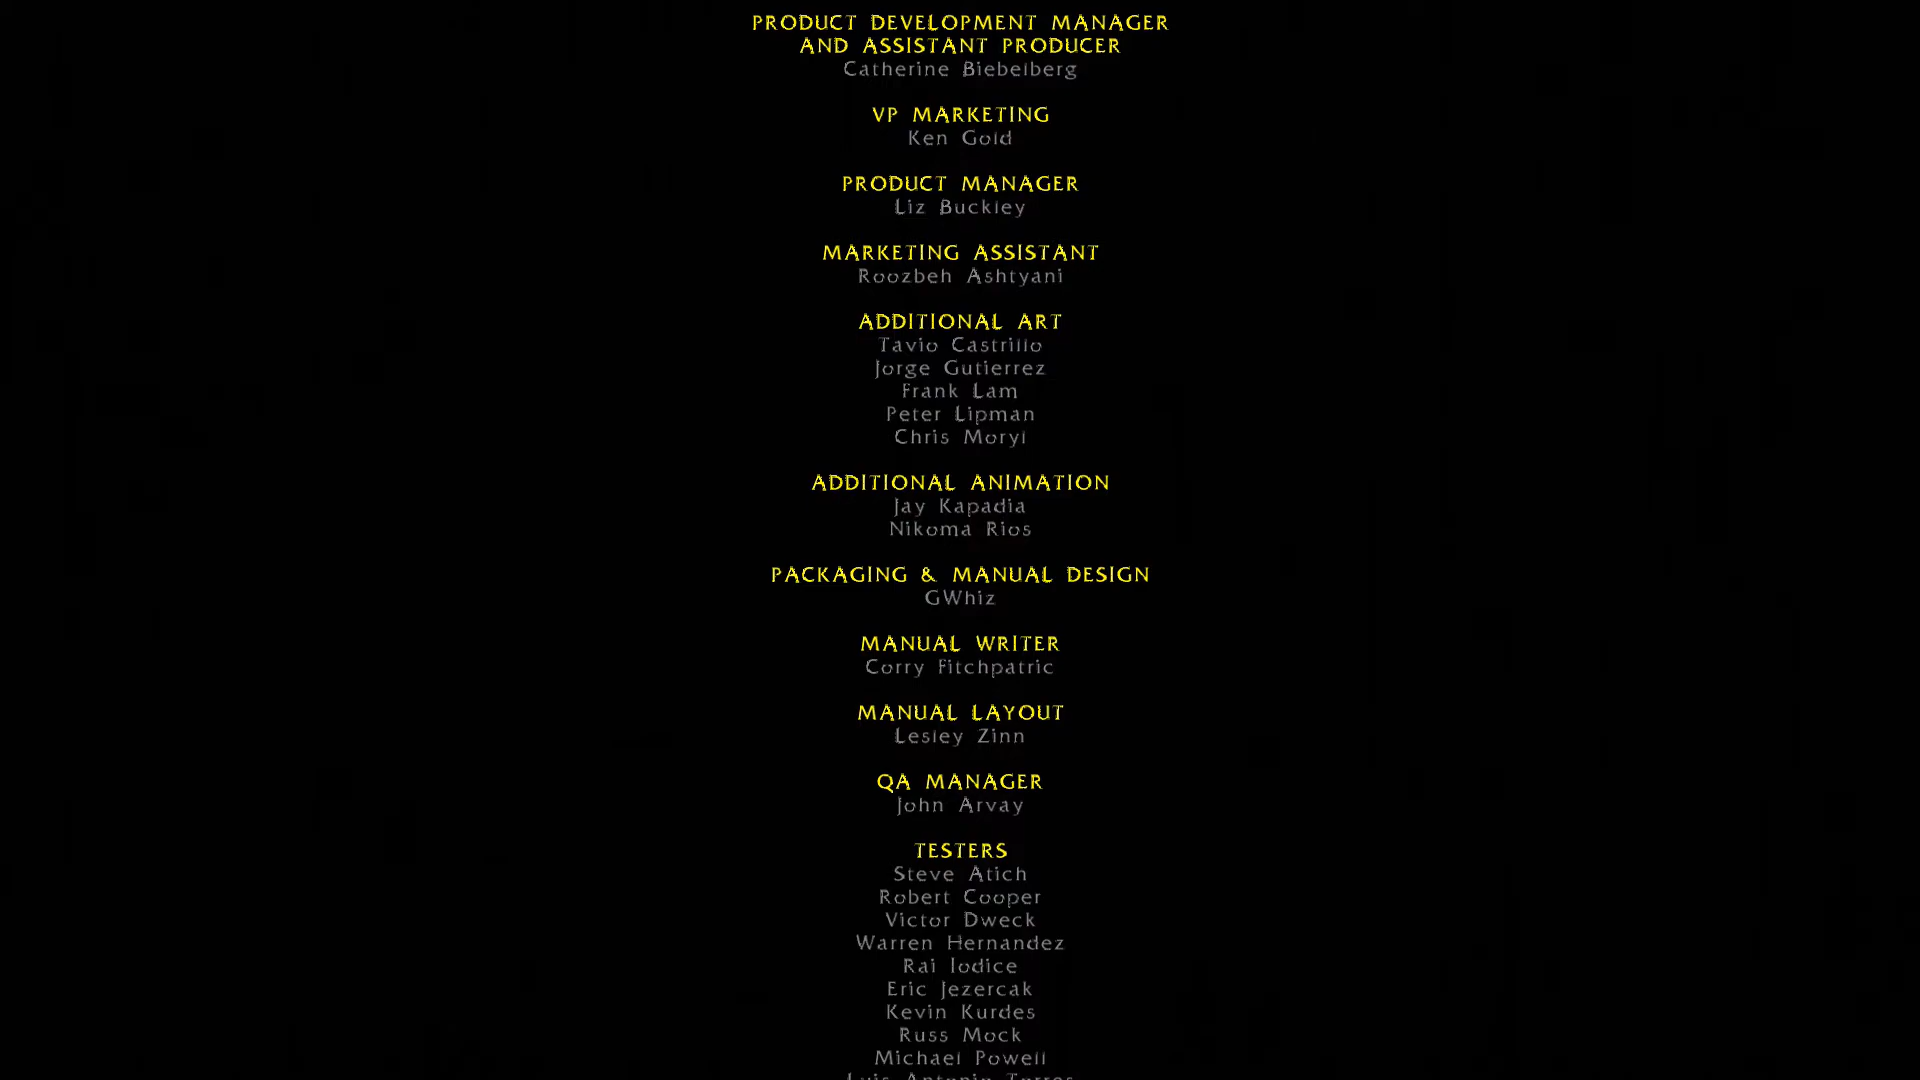 PRODUCT DEVELOPMENT MANAGER
AND ASSISTANT PRODUCER
Catherine Biebelberg
VP MARKETING
Ken Gold
PRODUCT MANAGER
Liz Buckley
MARKETING ASSISTANT
Roozbeh Ashtyani
ADDITIONAL ART
Tavio Castrillo
Jorge Gutierrez
Frank Lam
Peter Lipman
Chris Moryl
ADDITIONAL ANIMATION
Jay Kapadia
Nikoma Rios
PACKAGING & MANUAL DESIGN
GWhiz
MANUAL WRITER
Corry Fitchpatric
MANUAL LAYOUT
Lesley Zinn
QA MANAGER
John Arvay
TESTERS
Steve Atich
Robert Cooper
Victor Dweck
Warren Hernandez
Rai Iodice
Eric Jezercak
Kevin Kurdes
Russ Mock
Michael Powell
Luis Antonio Torres